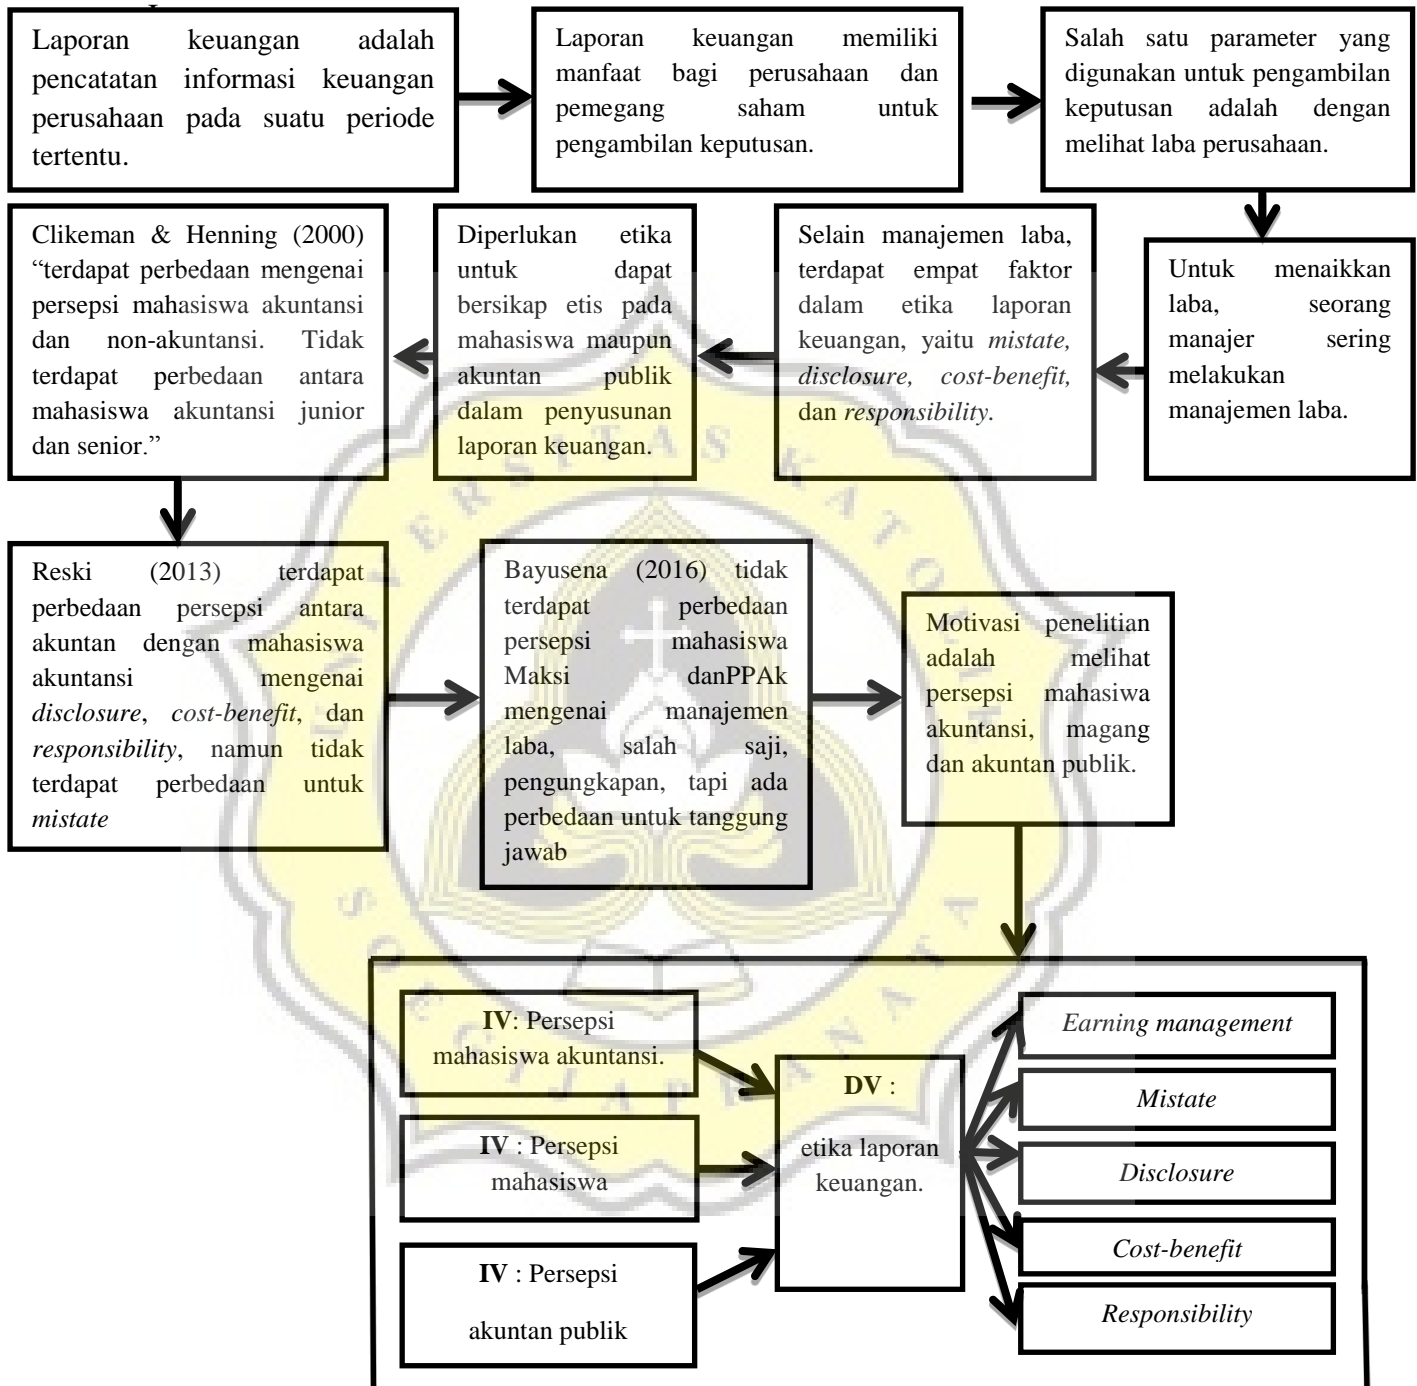 Laporan keuangan adalah
pencatatan informasi keuangan
perusahaan pada suatu periode
tertentu.
Laporan keuangan memiliki
manfaat bagi perusahaan dan
pemegang saham untuk
pengambilan keputusan.
Salah satu parameter yang
digunakan untuk pengambilan
keputusan adalah dengan
melihat laba perusahaan.
Untuk menaikkan
laba, seorang
manajer sering
melakukan
manajemen laba.
Selain manajemen laba,
terdapat empat faktor
dalam etika laporan
keuangan, yaitu mistate,
disclosure, cost-benefit,
dan responsibility.
Diperlukan etika
untuk dapat
bersikap etis pada
mahasiswa maupun
akuntan publik
dalam penyusunan
laporan keuangan.
Clikeman & Henning (2000)
“terdapat perbedaan mengenai
persepsi mahasiswa akuntansi
dan non-akuntansi. Tidak
terdapat perbedaan antara
mahasiswa akuntansi junior
dan senior.”
Reski (2013) terdapat
perbedaan persepsi antara
akuntan dengan mahasiswa
akuntansi mengenai
disclosure, cost-benefit, dan
responsibility, namun tidak
terdapat perbedaan untuk
mistate
Bayusena (2016) tidak
terdapat perbedaan
persepsi mahasiswa
Maksi danPPAk
mengenai manajemen
laba, salah saji,
pengungkapan, tapi ada
perbedaan untuk tanggung
jawab
Motivasi penelitian
adalah melihat
persepsi mahasiwa
akuntansi, magang
dan akuntan publik.
IV: Persepsi
mahasiswa akuntansi.
IV : Persepsi
mahasiswa
IV : Persepsi
akuntan publik
DV :
etika laporan
keuangan.
Earning management
Mistate
Disclosure
Cost-benefit
Responsibility
UNIVERSITAS KATOLIK
SOEGIJAPRANATA